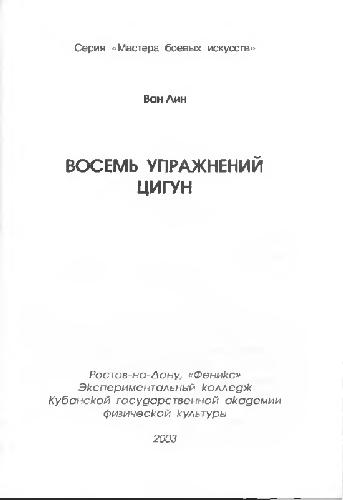 Серия «Мастера боевых искусств»
Ван Лин
ВОСЕМЬ УПРАЖНЕНИЙ
ЦИГУН
Ростов-на-Дону, «Феникс»
Экспериментальный колледж
Кубанской государственной академии
физической культуры
2003